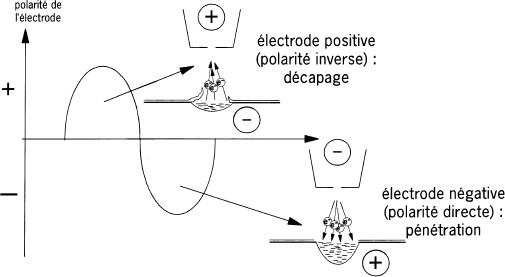 polarité de
l'électrode
+
électrode positive
(polarité inverse) :
décapage
+
−
−
−
électrode négative
(polarité directe) :
pénétration
+